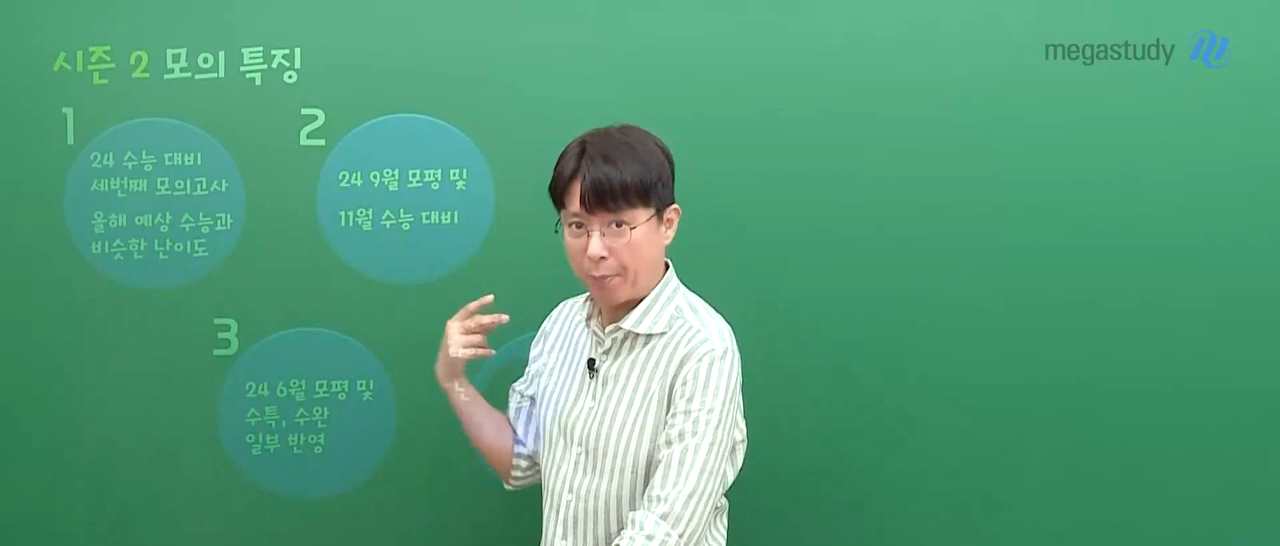 시즌 2 모의 특징
megastudy
1
24 수능 대비
세번째 모의고사
올해 예상 수능과
비슷한 난이도
2
24 9월 모평 및
11월 수능 대비
3
24 6월 모평 및
수특, 수완
일부 반영